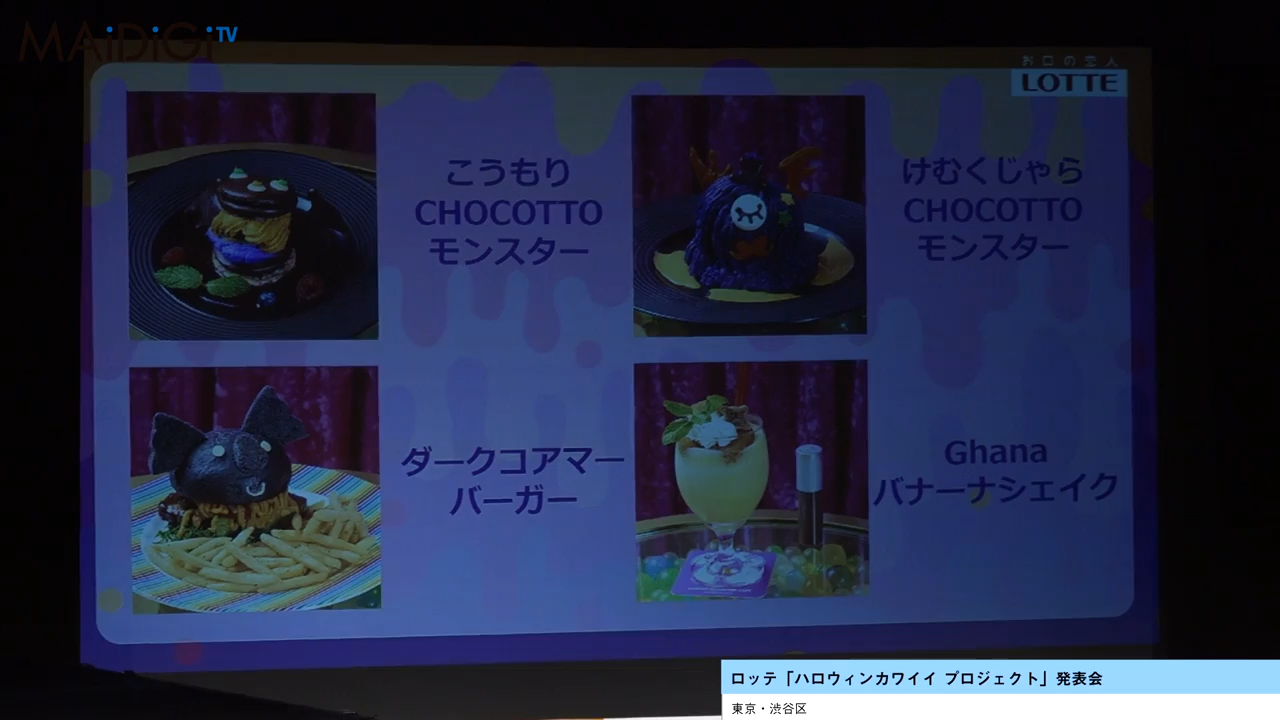 MAiDiGiTV
お口の恋人
LOTTE
こうもり
CHOCOTTO
モンスター
けむくじゃら
CHOCOTTO
モンスター
ダークコアマー
バーガー
Ghana
バナーナシェイク
ロッテ「ハロウィンカワイイ プロジェクト」発表会
東京・渋谷区